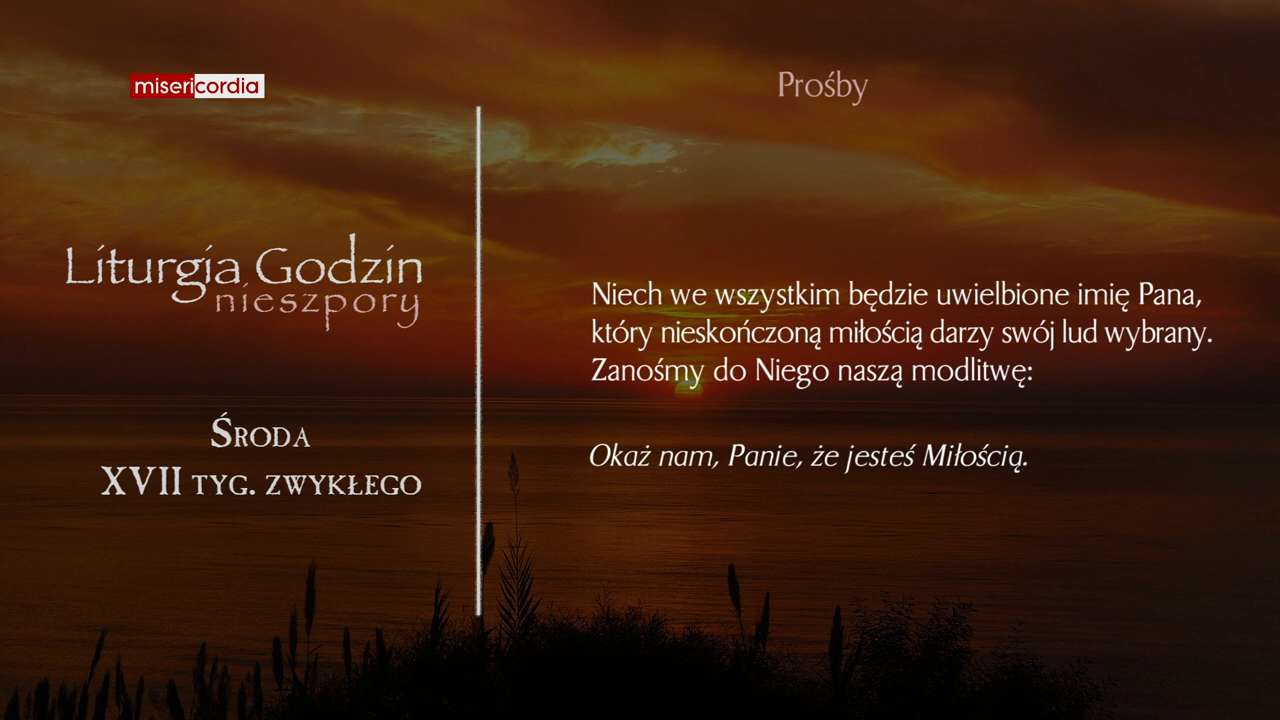 misericordia
Prośby
Liturgia Godzin
nieszpory
Środa
XVII tyg. zwykłego
Niech we wszystkim będzie uwielbione imię Pana,
który nieskończoną miłością darzy swój lud wybrany.
Zanośmy do Niego naszą modlitwę:
Okaż nam, Panie, że jesteś Miłością.